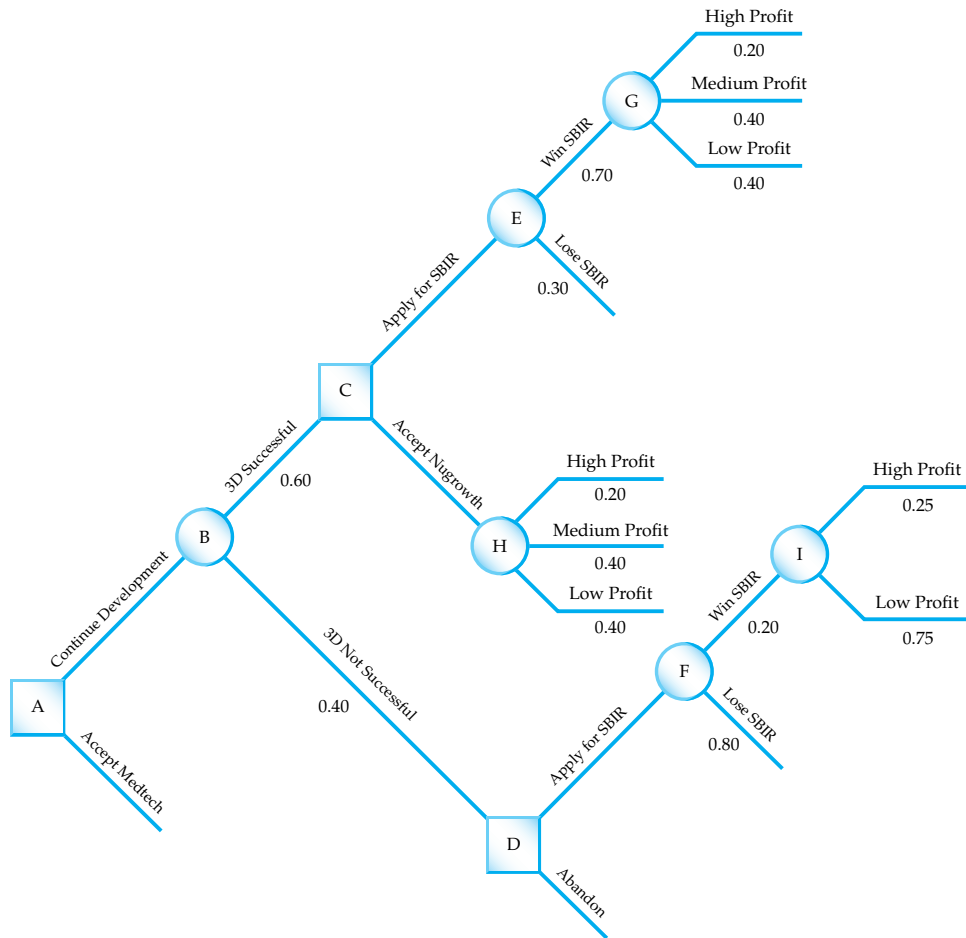 High Profit
0.20
Medium Profit
0.40
Low Profit
0.40
G
Win SBIR
0.70
E
Lose SBIR
0.30
Apply for SBIR
C
Accept Nugrowth
3D Successful
0.60
High Profit
0.20
Medium Profit
0.40
Low Profit
0.40
H
High Profit
0.25
Low Profit
0.75
I
B
Continue Development
Win SBIR
0.20
F
Lose SBIR
0.80
3D Not Successful
0.40
A
Accept Medtech
Apply for SBIR
D
Abandon